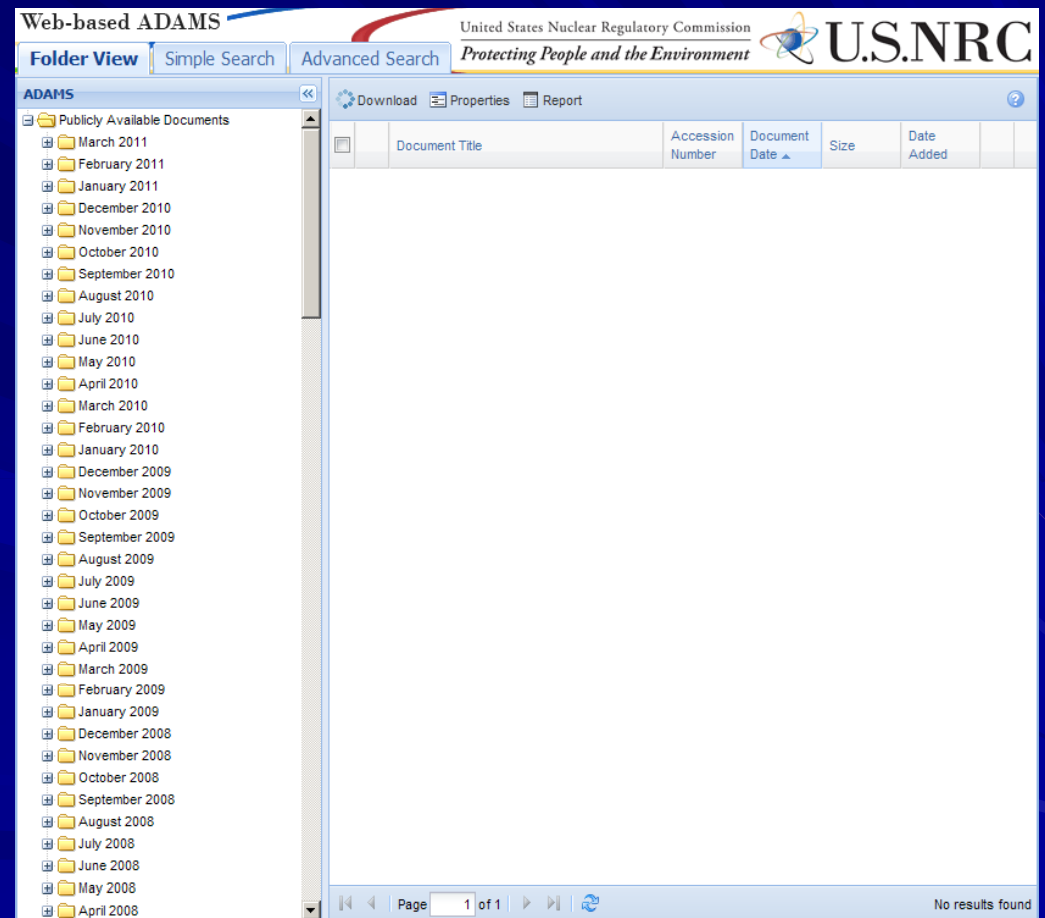 Web-based ADAMS
United States Nuclear Regulatory Commission
Protecting People and the Environment
U.S.NRC
Folder View
Simple Search
Advanced Search
ADAMS
Publicly Available Documents
March 2011
February 2011
January 2011
December 2010
November 2010
October 2010
September 2010
August 2010
July 2010
June 2010
May 2010
April 2010
March 2010
February 2010
January 2010
December 2009
November 2009
October 2009
September 2009
August 2009
July 2009
June 2009
May 2009
April 2009
March 2009
February 2009
January 2009
December 2008
November 2008
October 2008
September 2008
August 2008
July 2008
June 2008
May 2008
April 2008
Download Properties Report
Document Title
Accession
Number
Document
Date
Size
Date
Added
Page 1 of 1
No results found